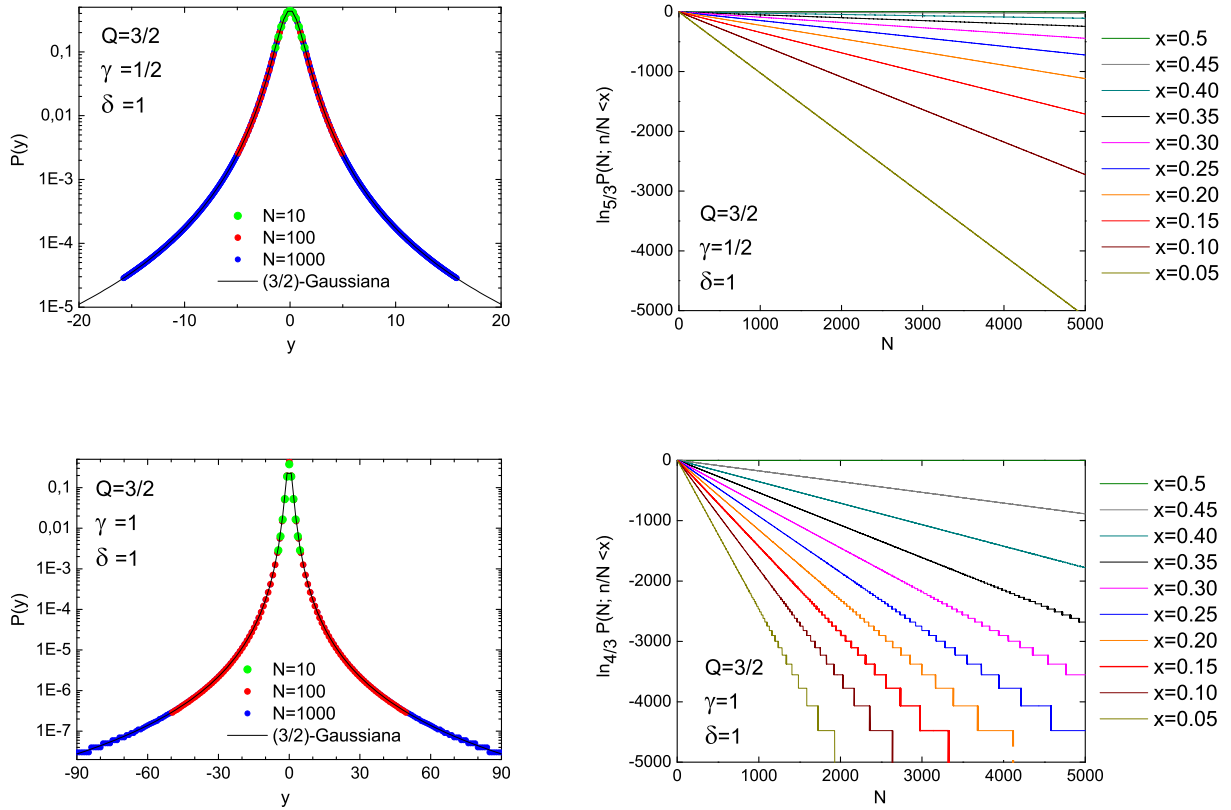 P(y)
0,1
0,01
1E-3
1E-4
1E-5
Q=3/2
γ =1/2
δ =1
N=10
N=100
N=1000
(3/2)-Gaussiana
-20 -10 0 10 20
y
ln5/3P(N; n/N <x)
0
-1000
-2000
-3000
-4000
-5000
Q=3/2
γ=1/2
δ=1
0 1000 2000 3000 4000 5000
N
x=0.5
x=0.45
x=0.40
x=0.35
x=0.30
x=0.25
x=0.20
x=0.15
x=0.10
x=0.05
P(y)
0,1
0,01
1E-3
1E-4
1E-5
1E-6
1E-7
Q=3/2
γ =1
δ =1
N=10
N=100
N=1000
(3/2)-Gaussiana
-90 -60 -30 0 30 60 90
y
ln4/3 P(N; n/N <x)
0
-1000
-2000
-3000
-4000
-5000
Q=3/2
γ=1
δ=1
0 1000 2000 3000 4000 5000
N
x=0.5
x=0.45
x=0.40
x=0.35
x=0.30
x=0.25
x=0.20
x=0.15
x=0.10
x=0.05